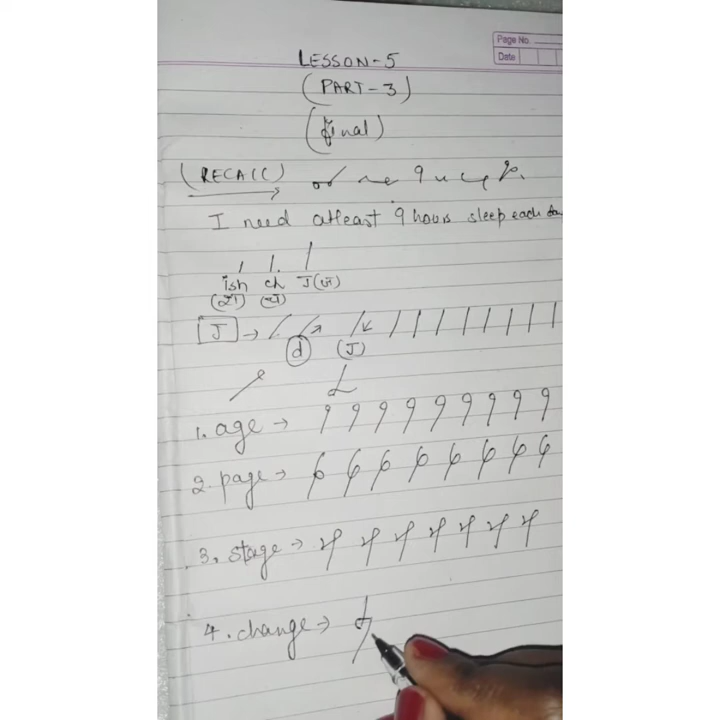 Page No.
Date
LESSON-5
(PART-3)
(final)
(RECALL)
I need atleast 9 hours sleep each day
ish ch J(ज)
(श) (च)
J →
d (J)
1. age →
2. page →
3. stage →
4. change →